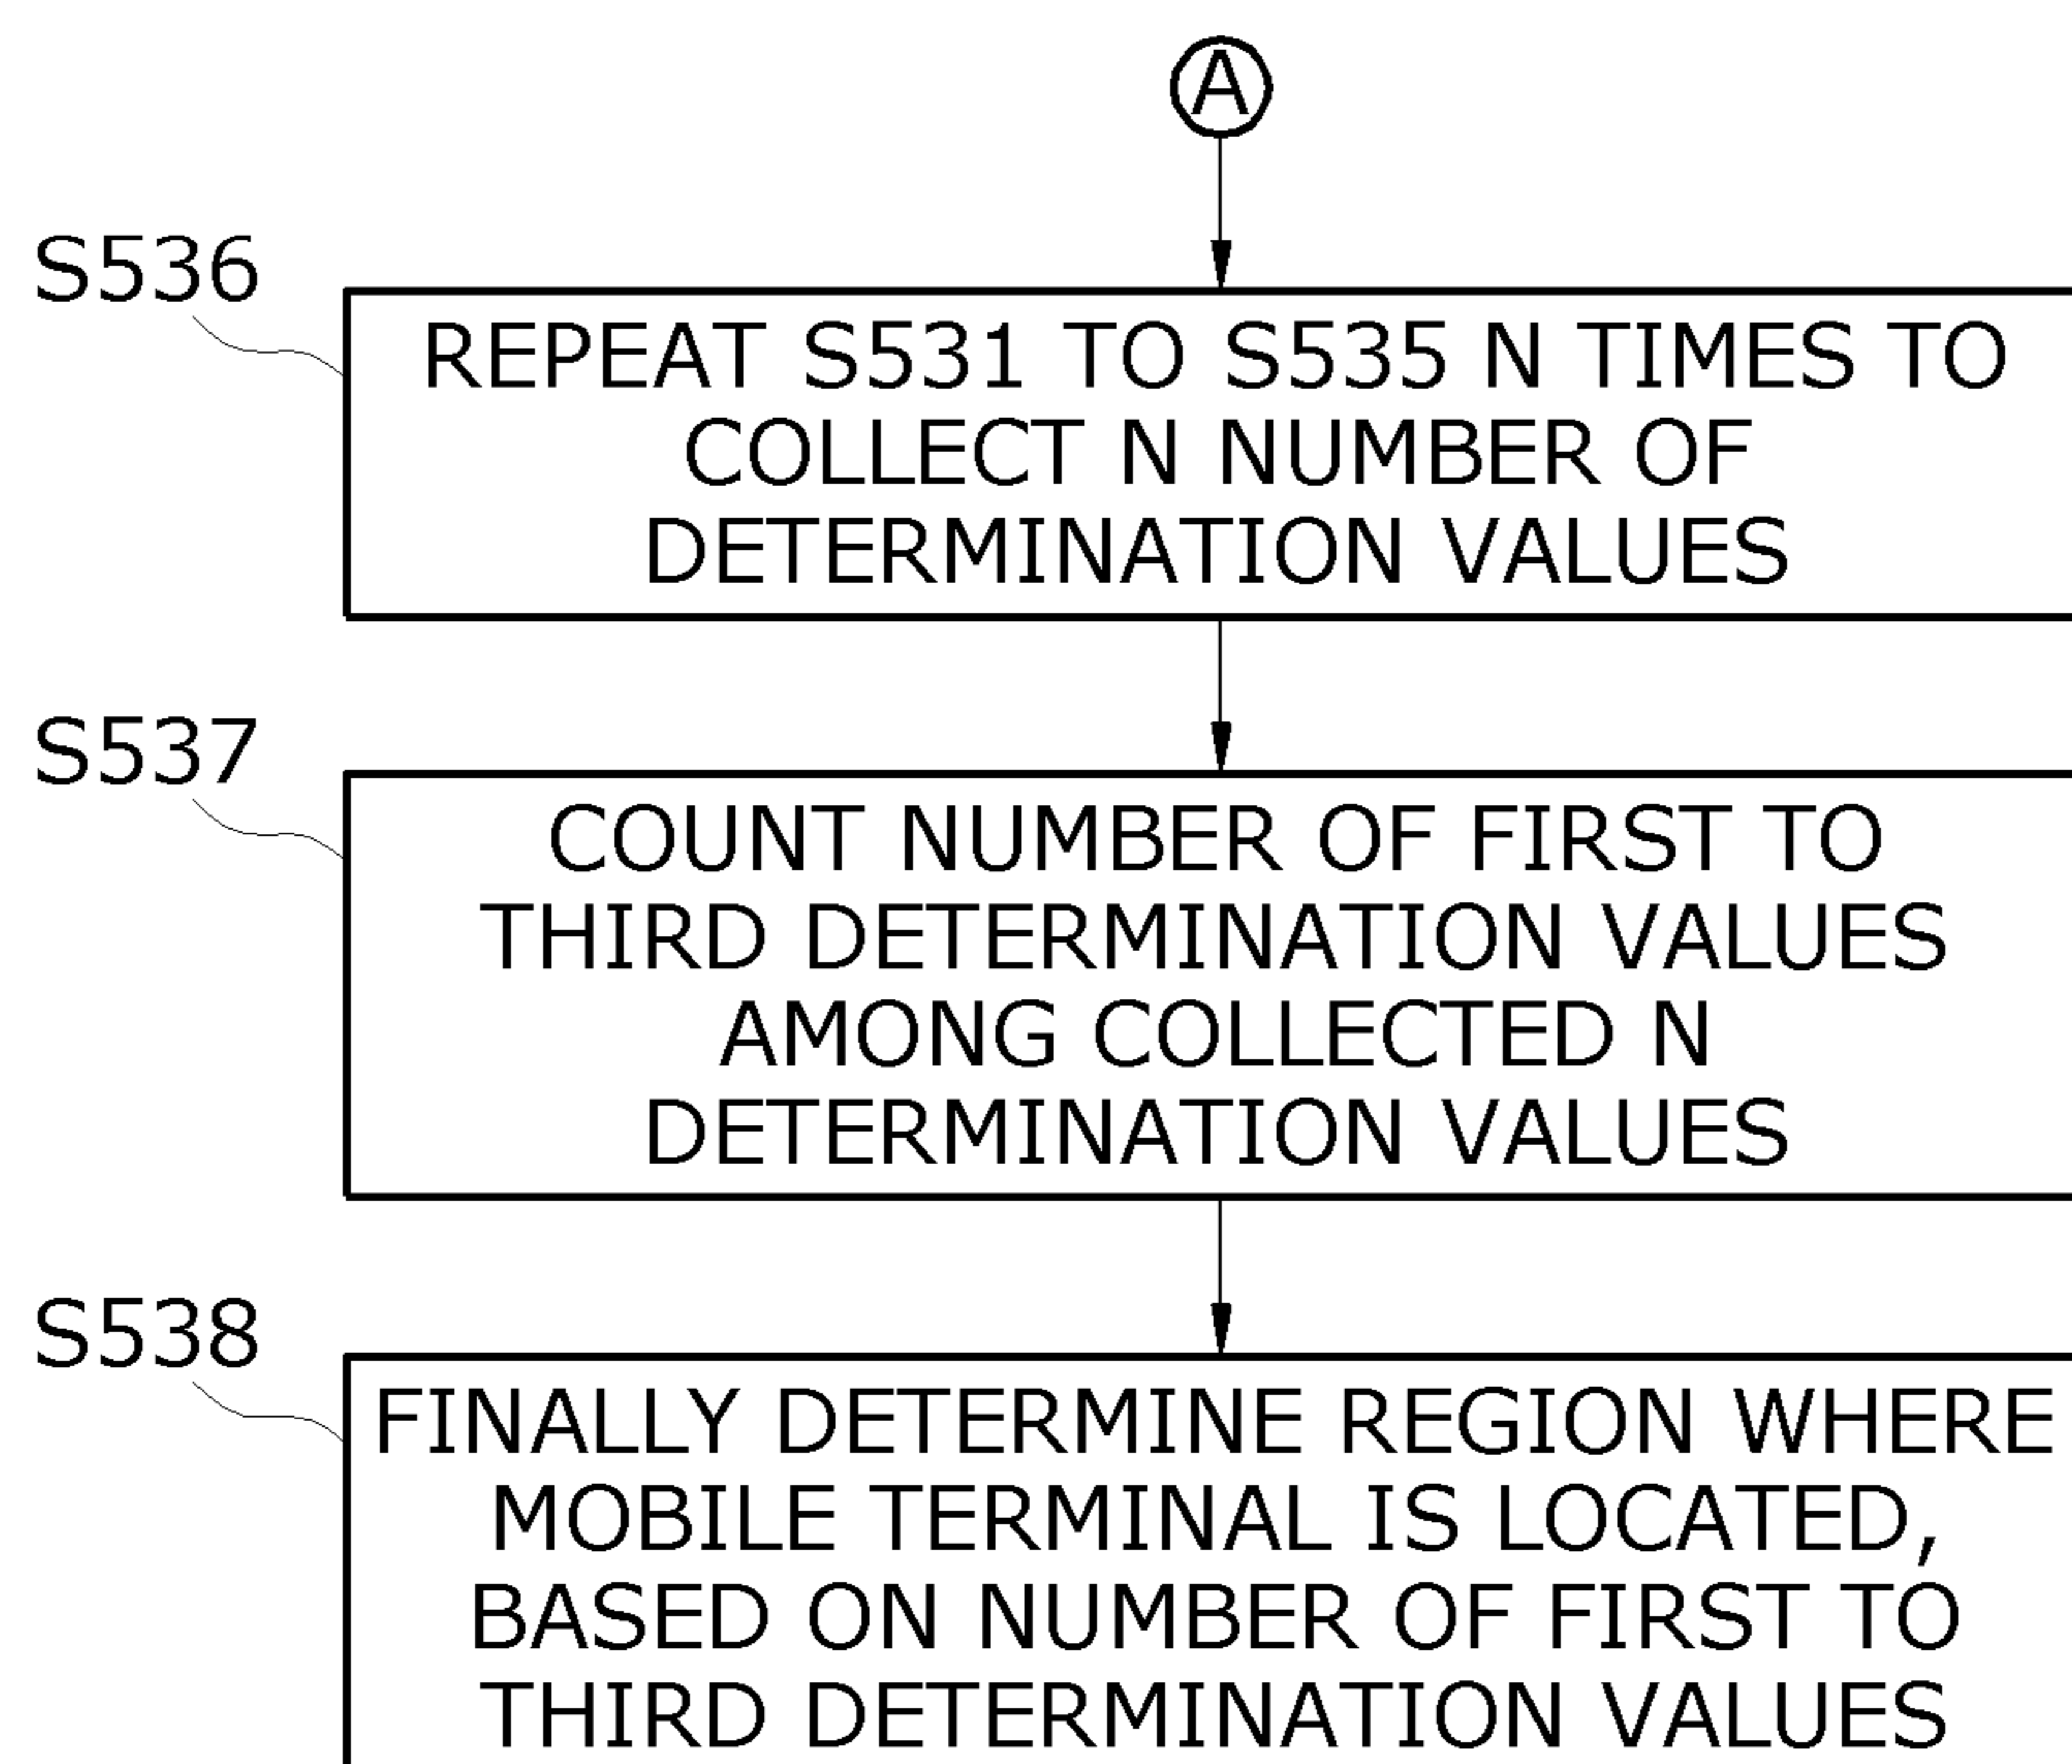 A
S536
REPEAT S531 TO S535 N TIMES TO
COLLECT N NUMBER OF
DETERMINATION VALUES
S537
COUNT NUMBER OF FIRST TO
THIRD DETERMINATION VALUES
AMONG COLLECTED N
DETERMINATION VALUES
S538
FINALLY DETERMINE REGION WHERE
MOBILE TERMINAL IS LOCATED,
BASED ON NUMBER OF FIRST TO
THIRD DETERMINATION VALUES